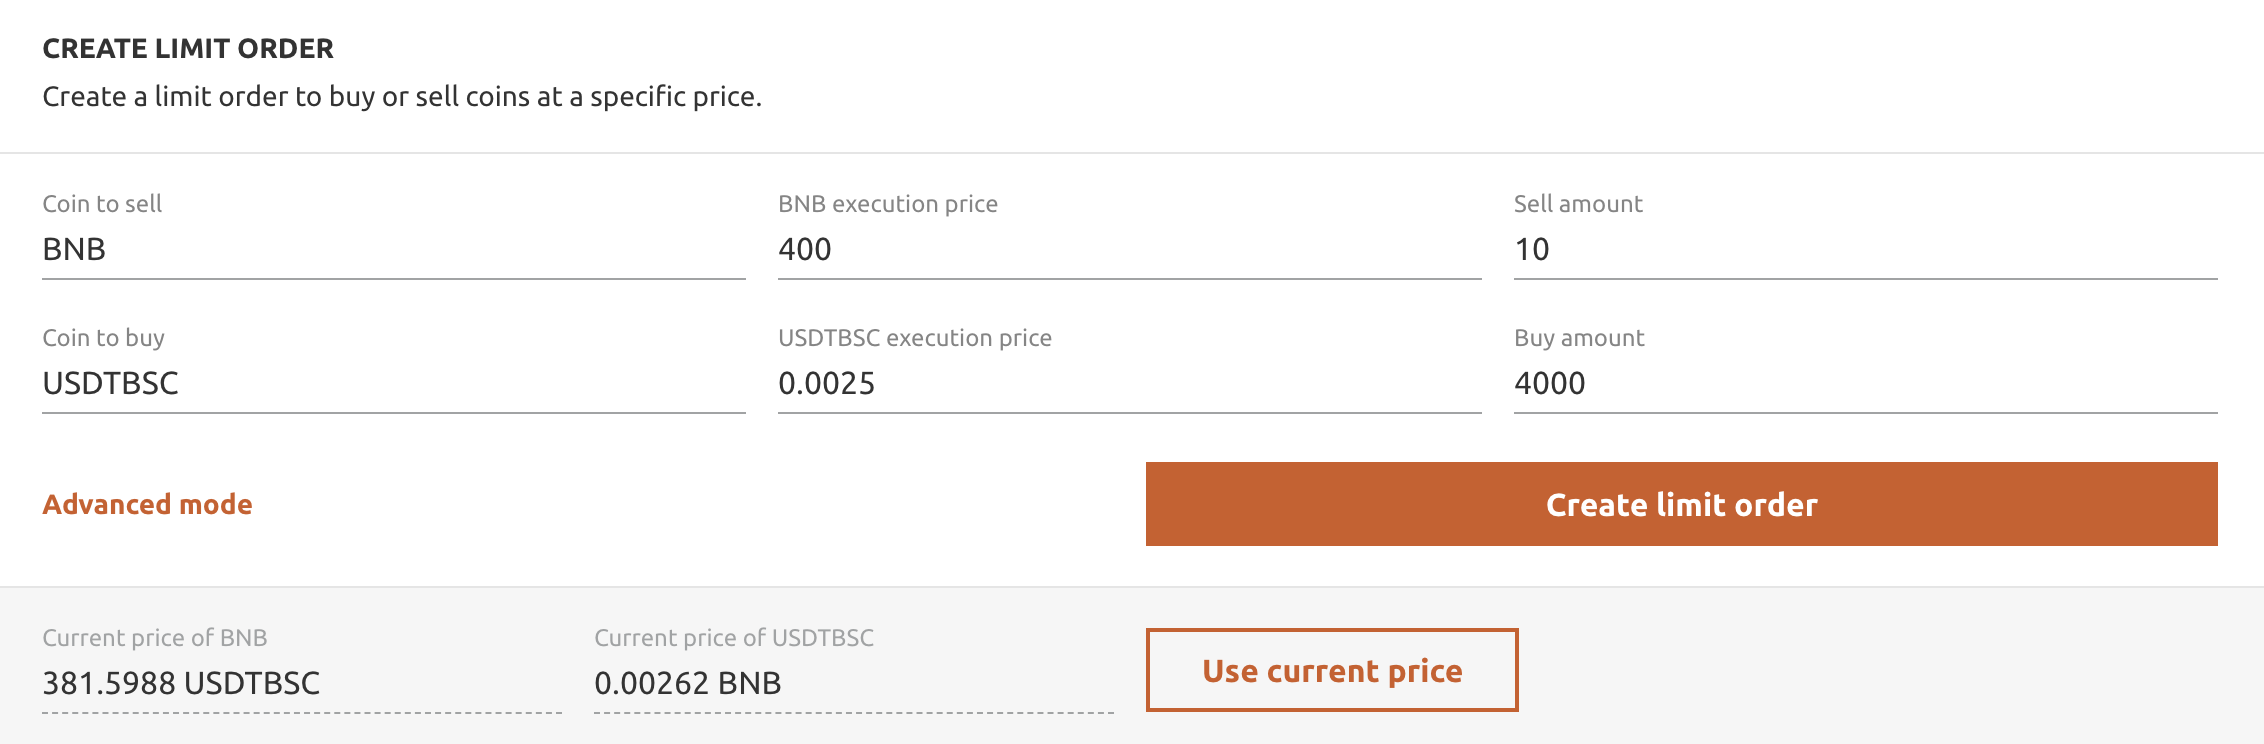 CREATE LIMIT ORDER
Create a limit order to buy or sell coins at a specific price.
Coin to sell
BNB
BNB execution price
400
Sell amount
10
Coin to buy
USDTBSC
USDTBSC execution price
0.0025
Buy amount
4000
Advanced mode
Create limit order
Current price of BNB
381.5988 USDTBSC
Current price of USDTBSC
0.00262 BNB
Use current price